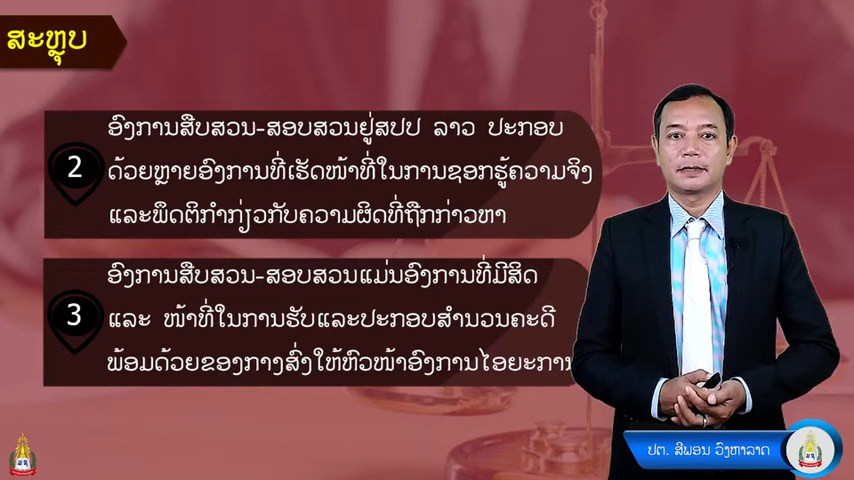 ສະຫຼຸບ
2
ອົງການສືບສວນ-ສອບສວນຢູ່ສປປ ລາວ ປະກອບ
ດ້ວຍຫຼາຍອົງການທີ່ເຮັດໜ້າທີ່ໃນການຊອກຮູ້ຄວາມຈິງ
ແລະພຶດຕິກຳກ່ຽວກັບຄວາມຜິດທີ່ຖືກກ່າວຫາ
3
ອົງການສືບສວນ-ສອບສວນແມ່ນອົງການທີ່ມີສິດ
ແລະ ໜ້າທີ່ໃນການຮັບແລະປະກອບສຳນວນຄະດີ
ພ້ອມດ້ວຍຂອງກາງສົ່ງໃຫ້ຫົວໜ້າອົງການໄອຍະການ
ປຕ. ສີພອນ ວົງຫາລາດ